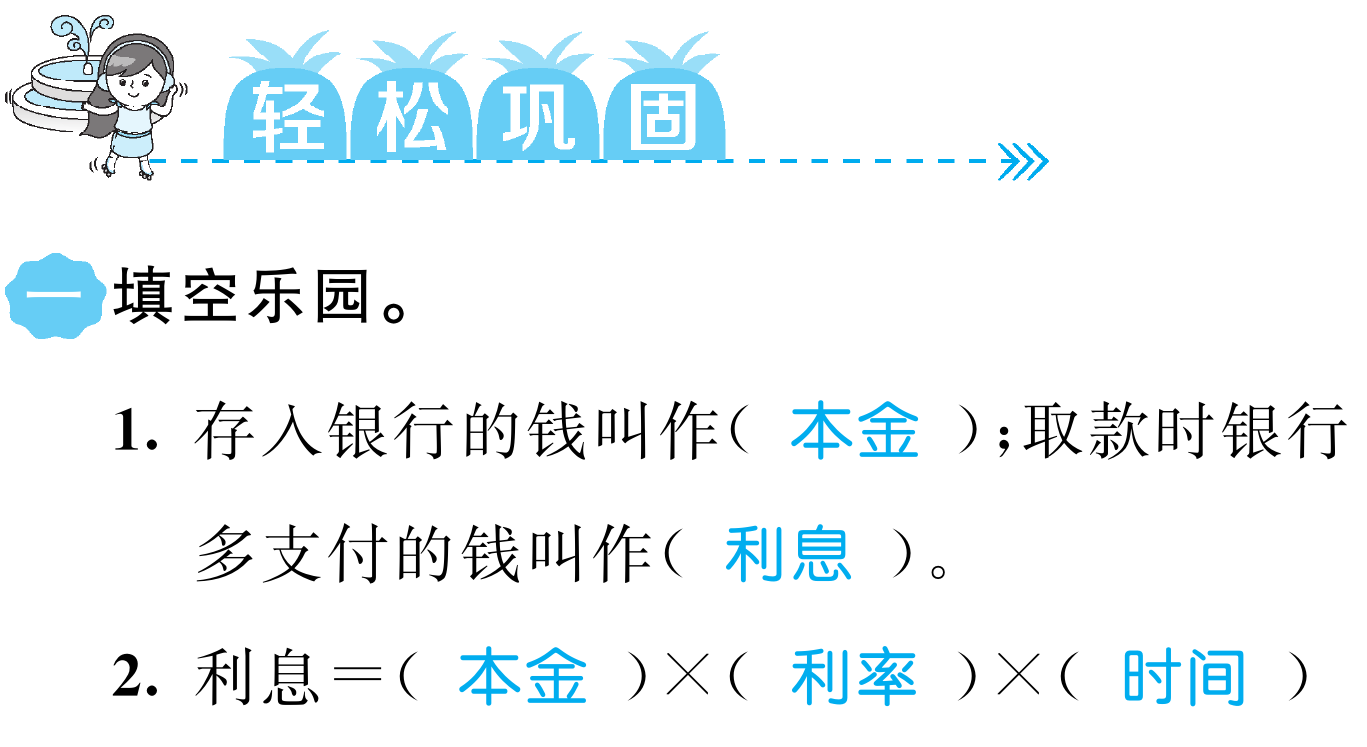 轻松巩固
一 填空乐园。
1. 存入银行的钱叫作( 本金 );取款时银行
多支付的钱叫作( 利息 )。
2. 利息=( 本金 )×( 利率 )×( 时间 )